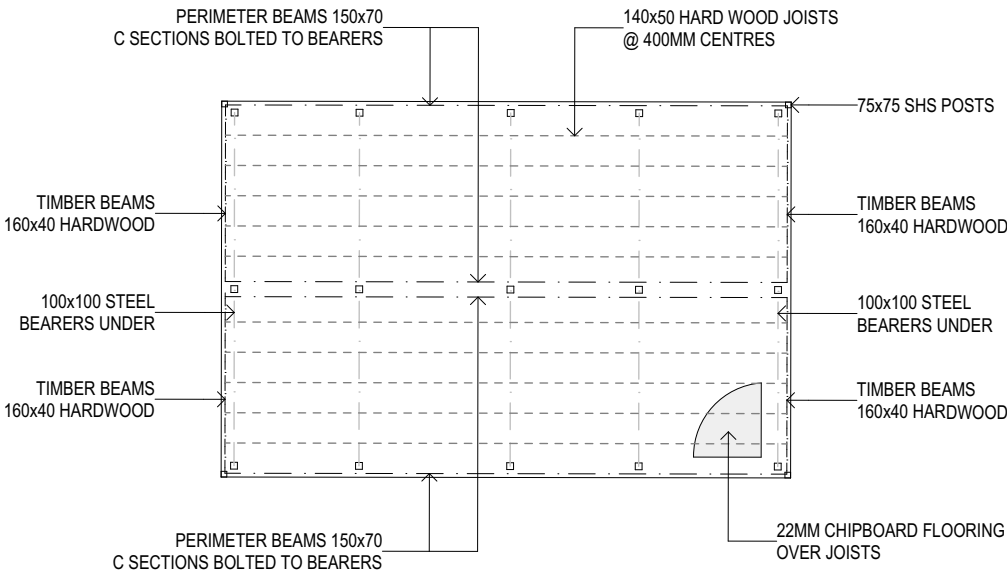 PERIMETER BEAMS 150x70
C SECTIONS BOLTED TO BEARERS
140x50 HARD WOOD JOISTS
@ 400MM CENTRES
75x75 SHS POSTS
TIMBER BEAMS
160x40 HARDWOOD
TIMBER BEAMS
160x40 HARDWOOD
100x100 STEEL
BEARERS UNDER
100x100 STEEL
BEARERS UNDER
TIMBER BEAMS
160x40 HARDWOOD
TIMBER BEAMS
160x40 HARDWOOD
PERIMETER BEAMS 150x70
C SECTIONS BOLTED TO BEARERS
22MM CHIPBOARD FLOORING
OVER JOISTS